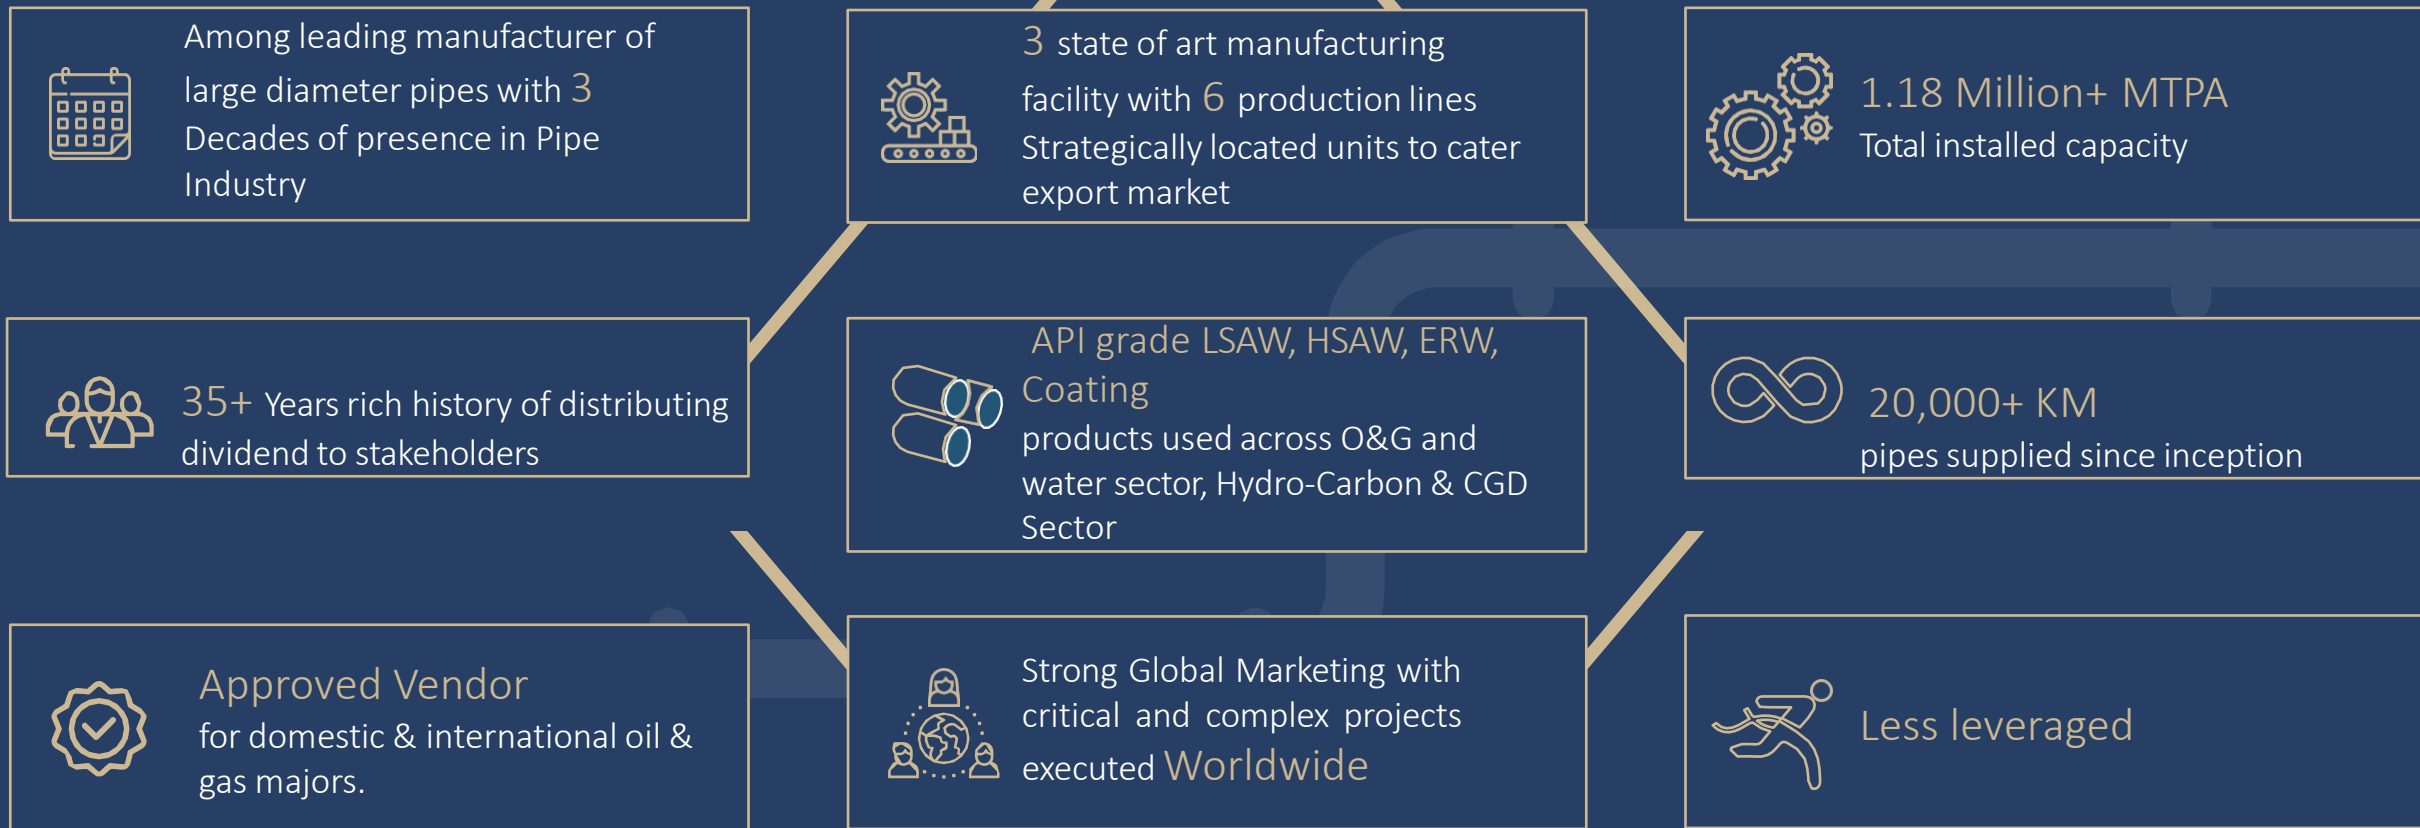 Among leading manufacturer of
large diameter pipes with 3
Decades of presence in Pipe
Industry
3 state of art manufacturing
facility with 6 production lines
Strategically located units to cater
export market
1.18 Million+ MTPA
Total installed capacity
35+ Years rich history of distributing
dividend to stakeholders
API grade LSAW, HSAW, ERW,
Coating
products used across O&G and
water sector, Hydro-Carbon & CGD
Sector
20,000+ KM
pipes supplied since inception
Approved Vendor
for domestic & international oil &
gas majors.
Strong Global Marketing with
critical and complex projects
executed Worldwide
Less leveraged